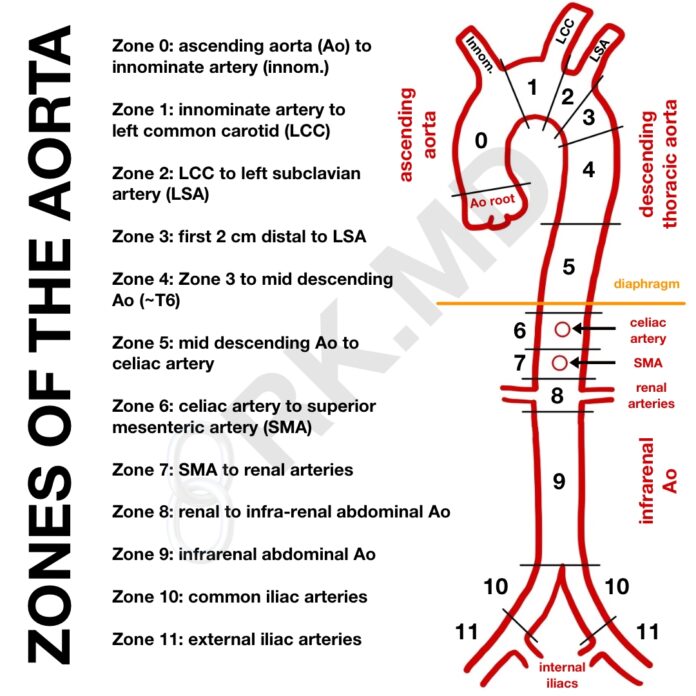 ZONES OF THE AORTA
Zone 0: ascending aorta (Ao) to
innominate artery (innom.)
Zone 1: innominate artery to
left common carotid (LCC)
Zone 2: LCC to left subclavian
artery (LSA)
Zone 3: first 2 cm distal to LSA
Zone 4: Zone 3 to mid descending
Ao (~T6)
Zone 5: mid descending Ao to
celiac artery
Zone 6: celiac artery to superior
mesenteric artery (SMA)
Zone 7: SMA to renal arteries
Zone 8: renal to infra-renal abdominal Ao
Zone 9: infrarenal abdominal Ao
Zone 10: common iliac arteries
Zone 11: external iliac arteries
RK.MD
Innom.
LCC
LSA
ascending
aorta
0
1
2
3
4
Ao root
descending
thoracic aorta
5
diaphragm
6
celiac
artery
7
SMA
8
renal
arteries
9
infrarenal
Ao
10
10
11
11
internal
iliacs